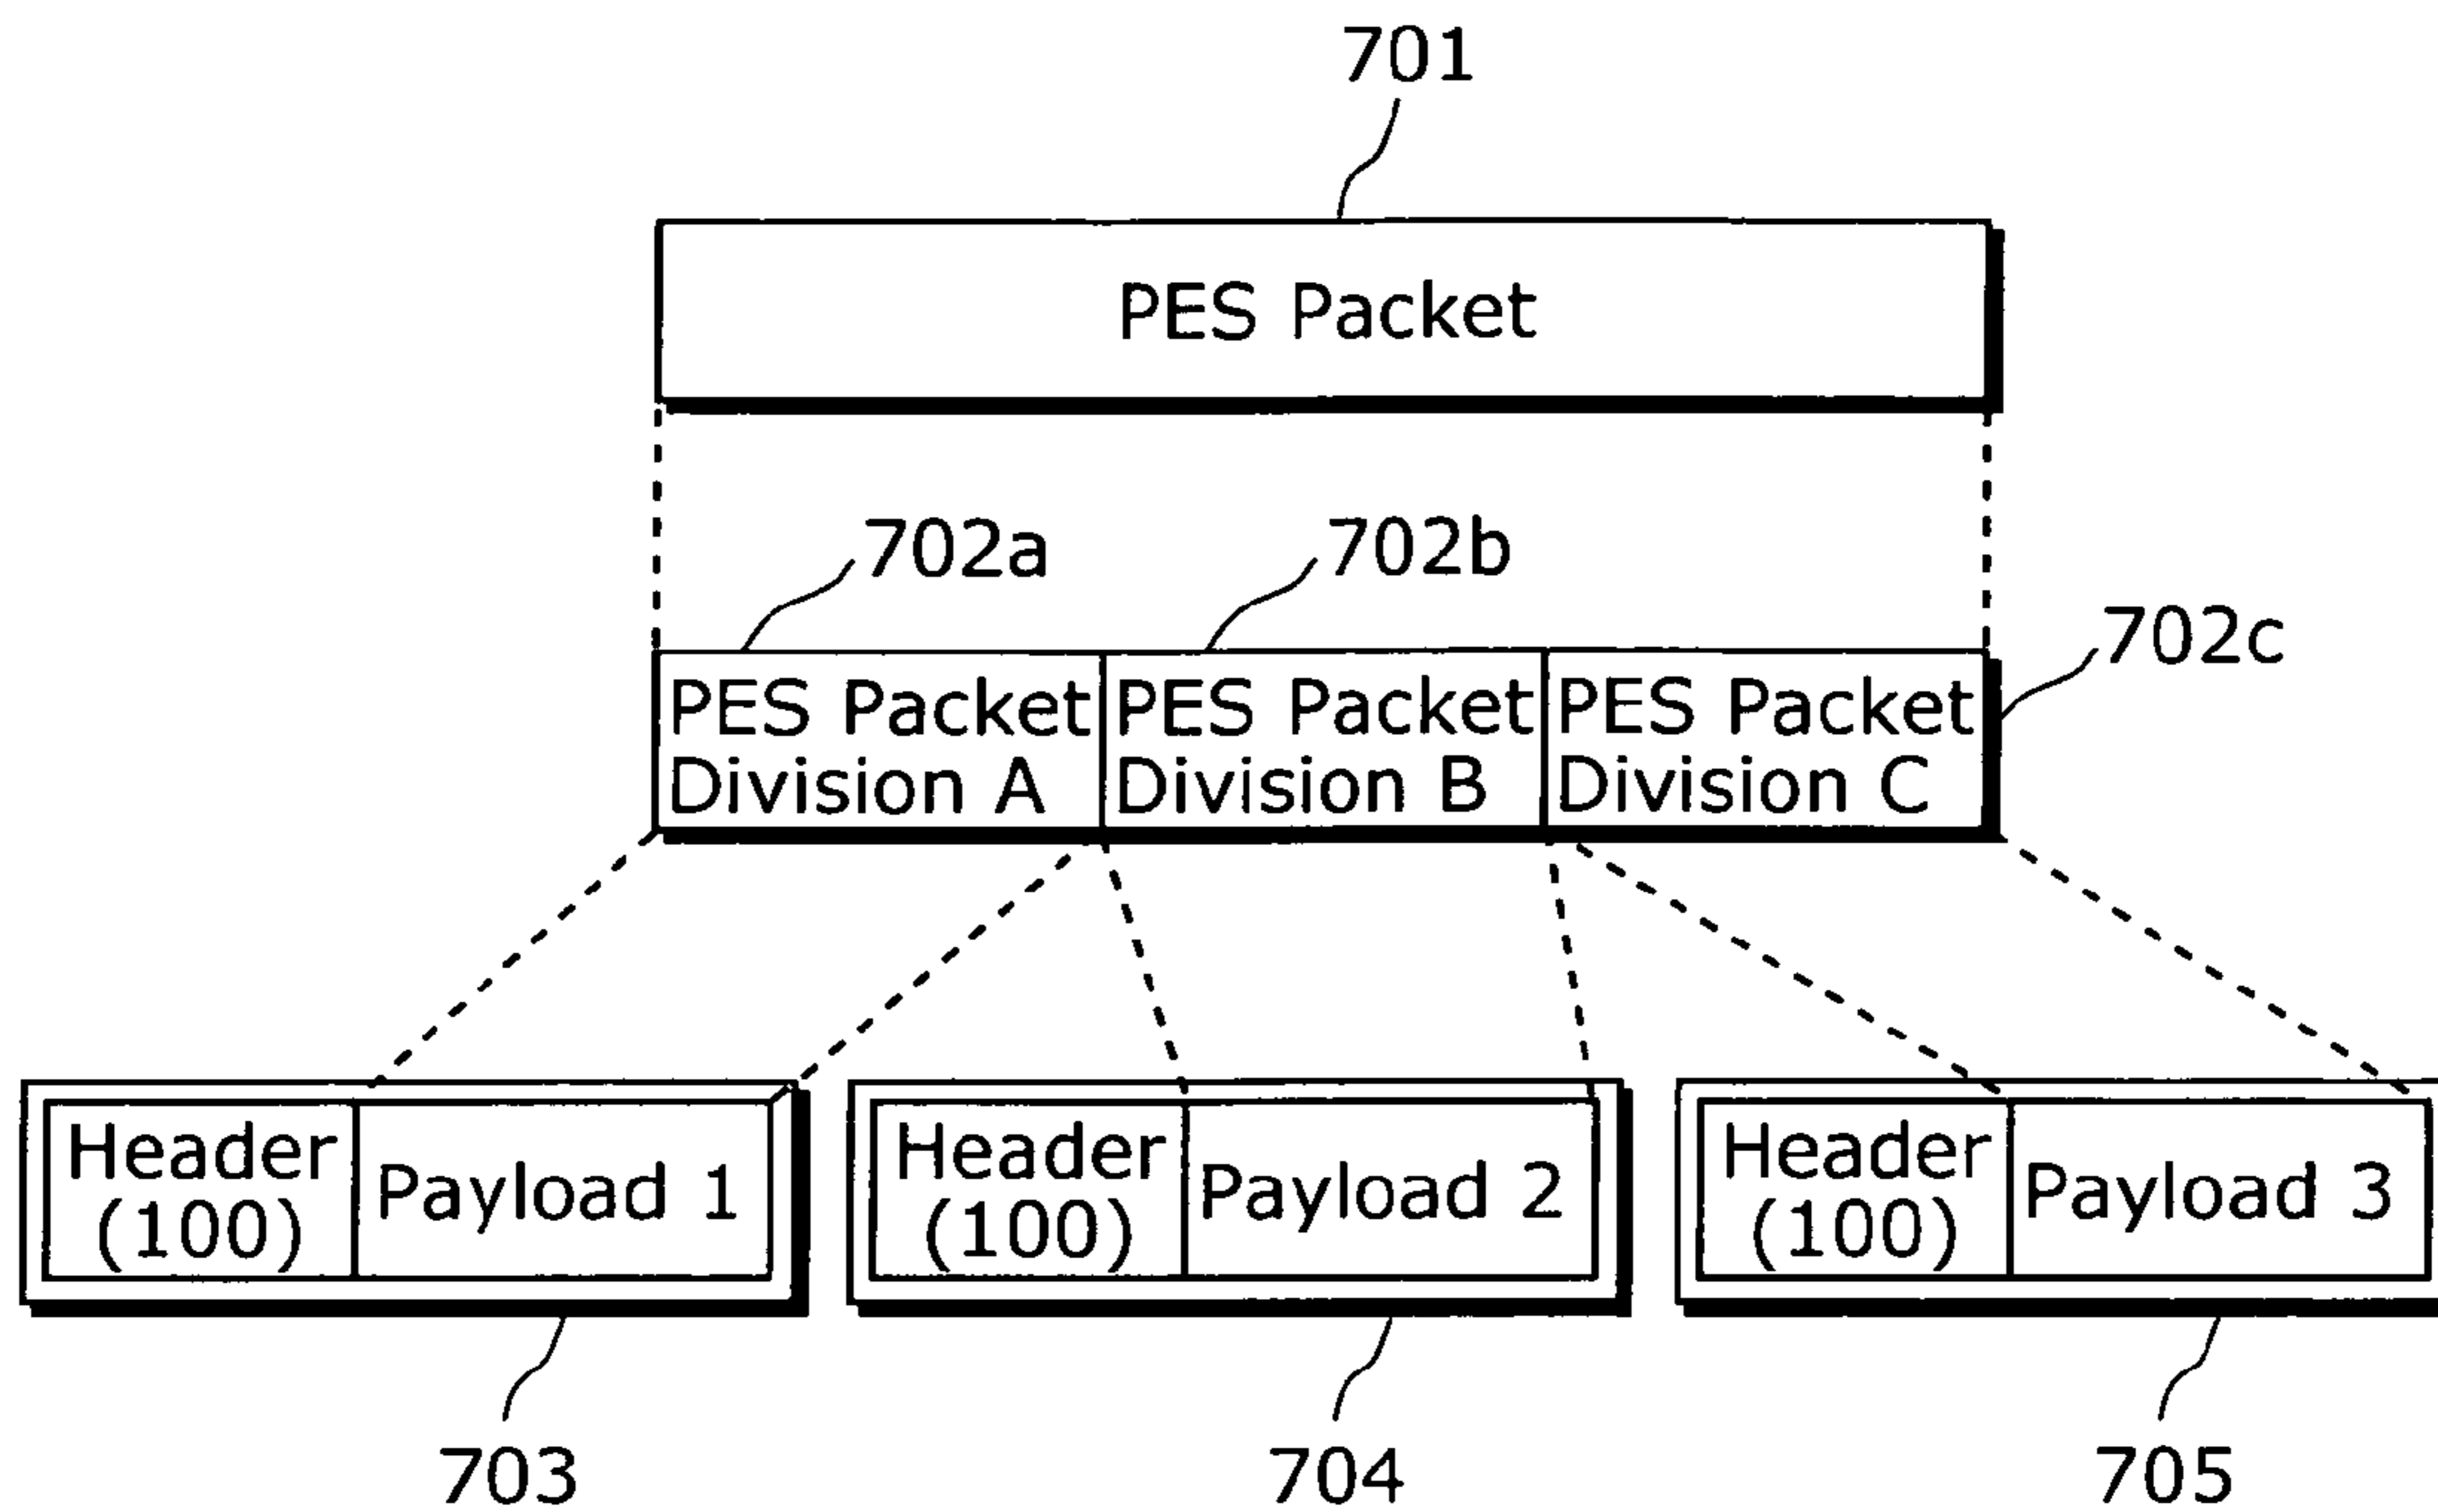 701
PES Packet
702a
702b
702c
PES Packet
Division A
PES Packet
Division B
PES Packet
Division C
Header
(100)
Payload 1
Header
(100)
Payload 2
Header
(100)
Payload 3
703
704
705